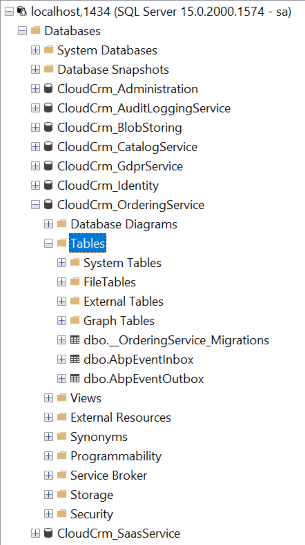 localhost,1434 (SQL Server 15.0.2000.1574 - sa)
Databases
System Databases
Database Snapshots
CloudCrm_Administration
CloudCrm_AuditLoggingService
CloudCrm_BlobStoring
CloudCrm_CatalogService
CloudCrm_GdprService
CloudCrm_Identity
CloudCrm_OrderingService
Database Diagrams
Tables
System Tables
FileTables
External Tables
Graph Tables
dbo.__OrderingService_Migrations
dbo.AbpEventInbox
dbo.AbpEventOutbox
Views
External Resources
Synonyms
Programmability
Service Broker
Storage
Security
CloudCrm_SaasService